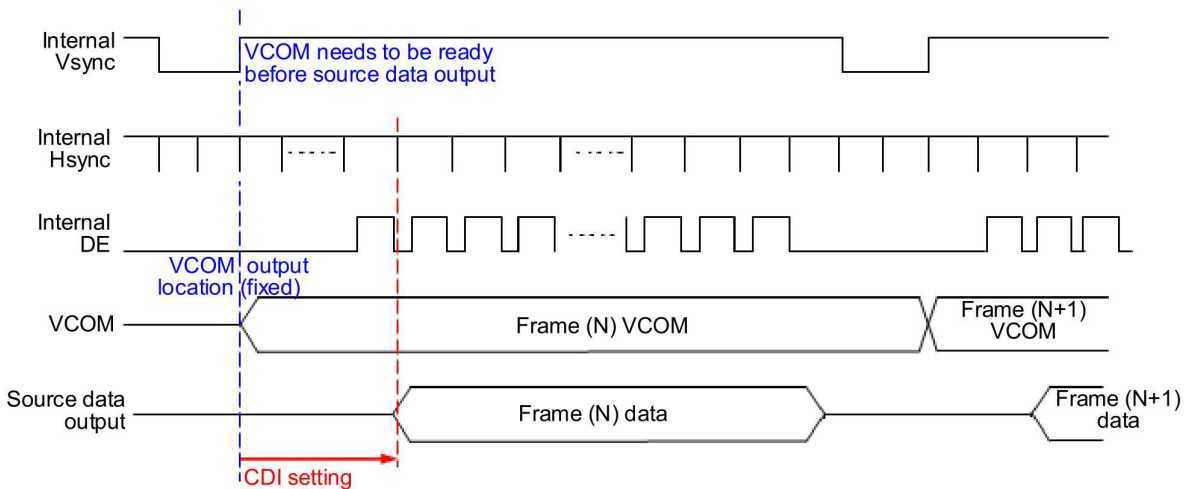 Internal
Vsync
VCOM needs to be ready
before source data output
Internal
Hsync
Internal
DE
VCOM output
location (fixed)
VCOM
Frame (N) VCOM
Frame (N+1)
VCOM
Source data
output
Frame (N) data
Frame (N+1)
data
CDI setting